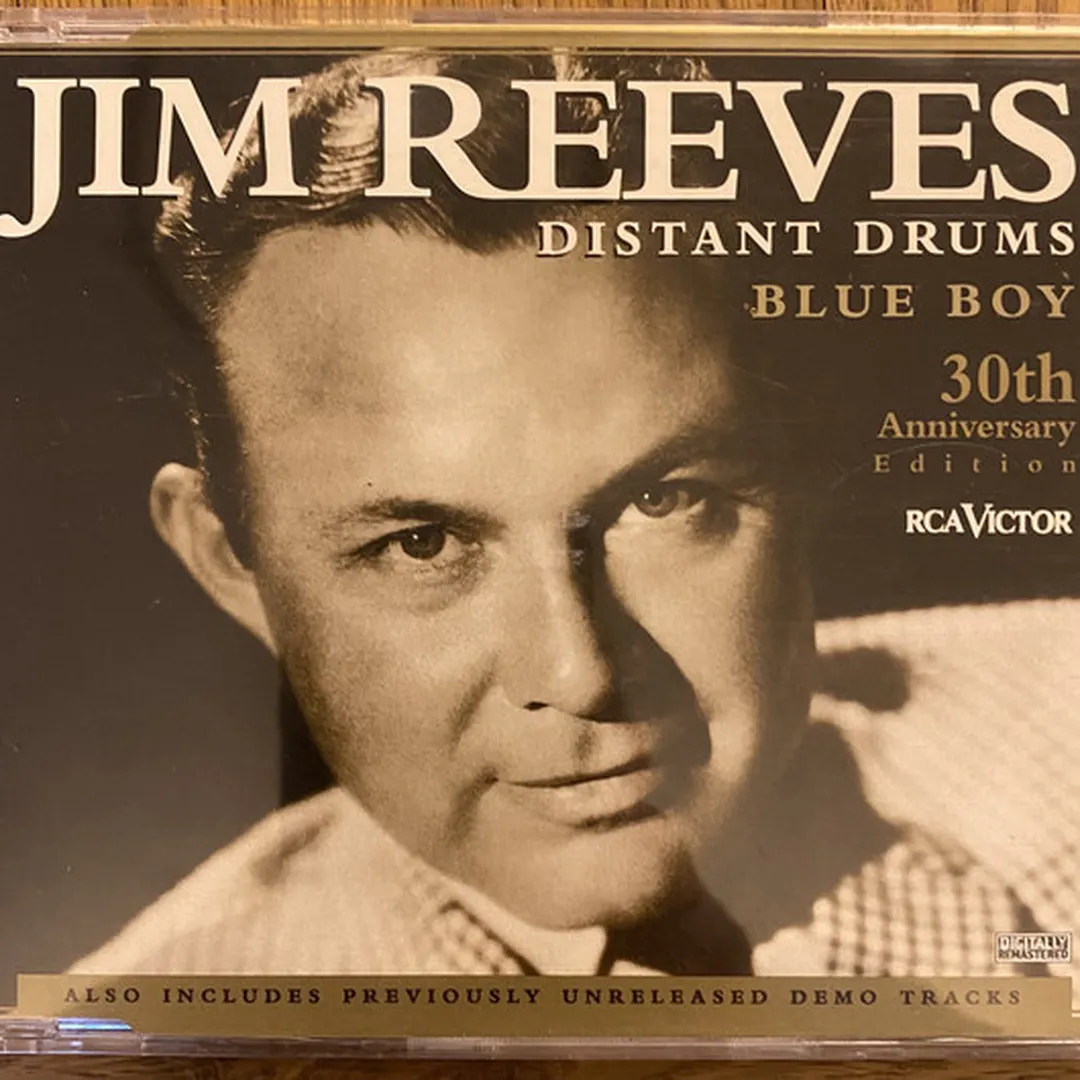 JIM REEVES
DISTANT DRUMS
BLUE BOY
30th
Anniversary
Edition
RCA VICTOR
DIGITALLY
REMASTERED
ALSO INCLUDES PREVIOUSLY UNRELEASED DEMO TRACKS